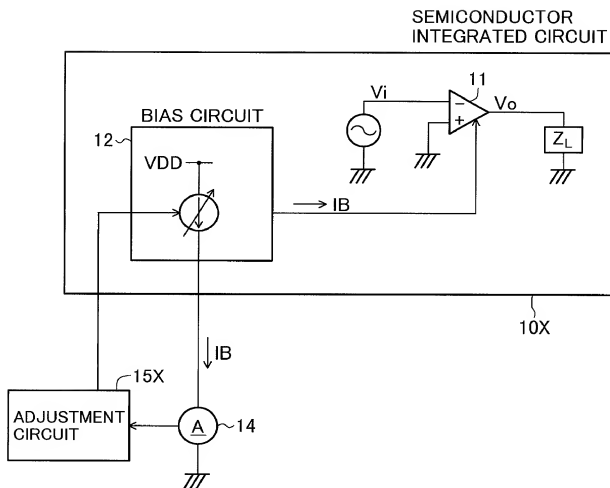 SEMICONDUCTOR
INTEGRATED CIRCUIT
11
Vi
Vo
BIAS CIRCUIT
12
VDD
ZL
IB
10X
IB
15X
ADJUSTMENT
CIRCUIT
A
14